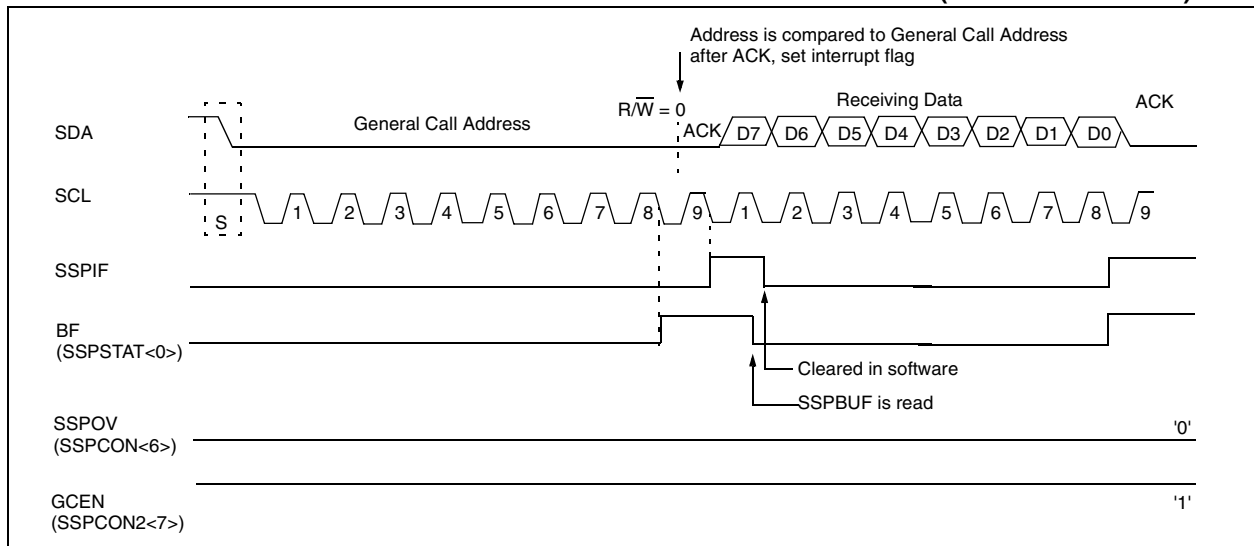 Address is compared to General Call Address
after ACK, set interrupt flag
R/W = 0
Receiving Data
ACK
SDA
General Call Address
ACK
D7 D6 D5 D4 D3 D2 D1 D0
SCL
S
1 2 3 4 5 6 7 8 9 1 2 3 4 5 6 7 8 9
SSPIF
BF
(SSPSTAT<0>)
Cleared in software
SSPBUF is read
SSPOV
(SSPCON<6>)
'0'
GCEN
(SSPCON2<7>)
'1'